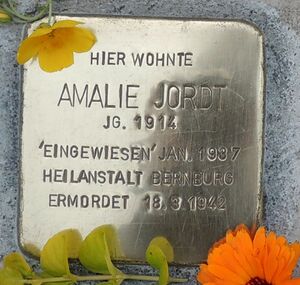 HIER WOHNTE
AMALIE JORDT
JG. 1914
'EINGEWIESEN' JAN. 1937
HEILANSTALT BERNBURG
ERMORDET 18.3.1942